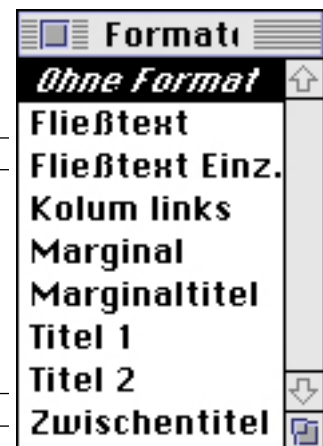 Formate
Ohne Format
Fließtext
Fließtext Einz.
Kolum links
Marginal
Marginaltitel
Titel 1
Titel 2
Zwischentitel